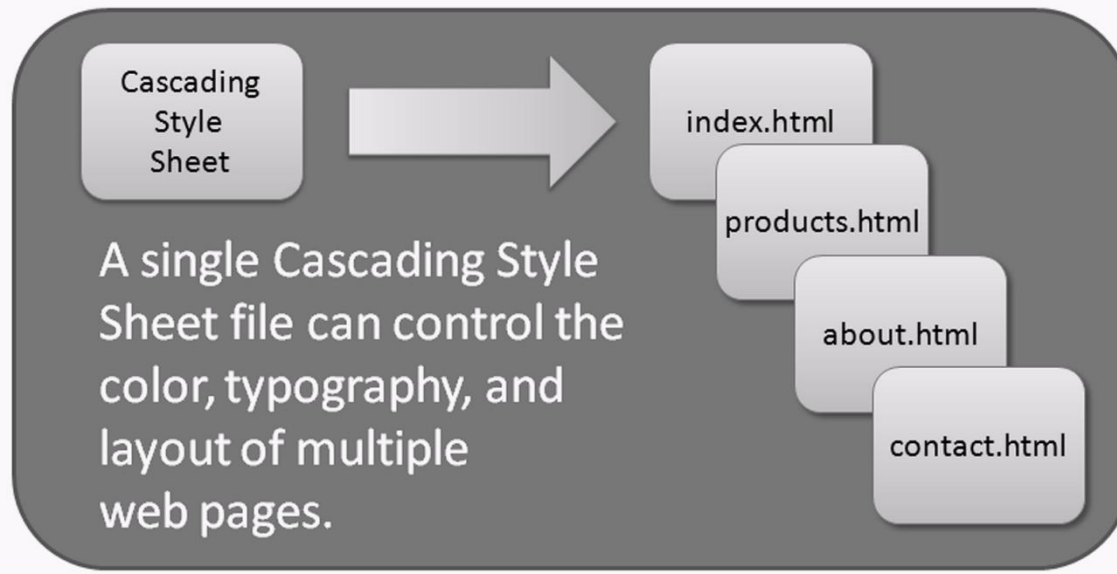 Cascading
Style
Sheet
index.html
products.html
about.html
contact.html
A single Cascading Style
Sheet file can control the
color, typography, and
layout of multiple
web pages.